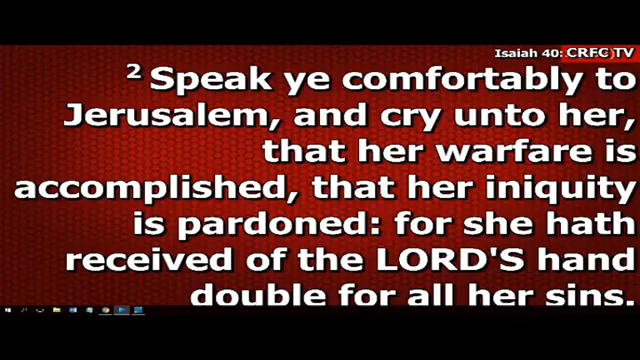 Isaiah 40: CRFC TV
2 Speak ye comfortably to
Jerusalem, and cry unto her,
that her warfare is
accomplished, that her iniquity
is pardoned: for she hath
received of the LORD'S hand
double for all her sins.